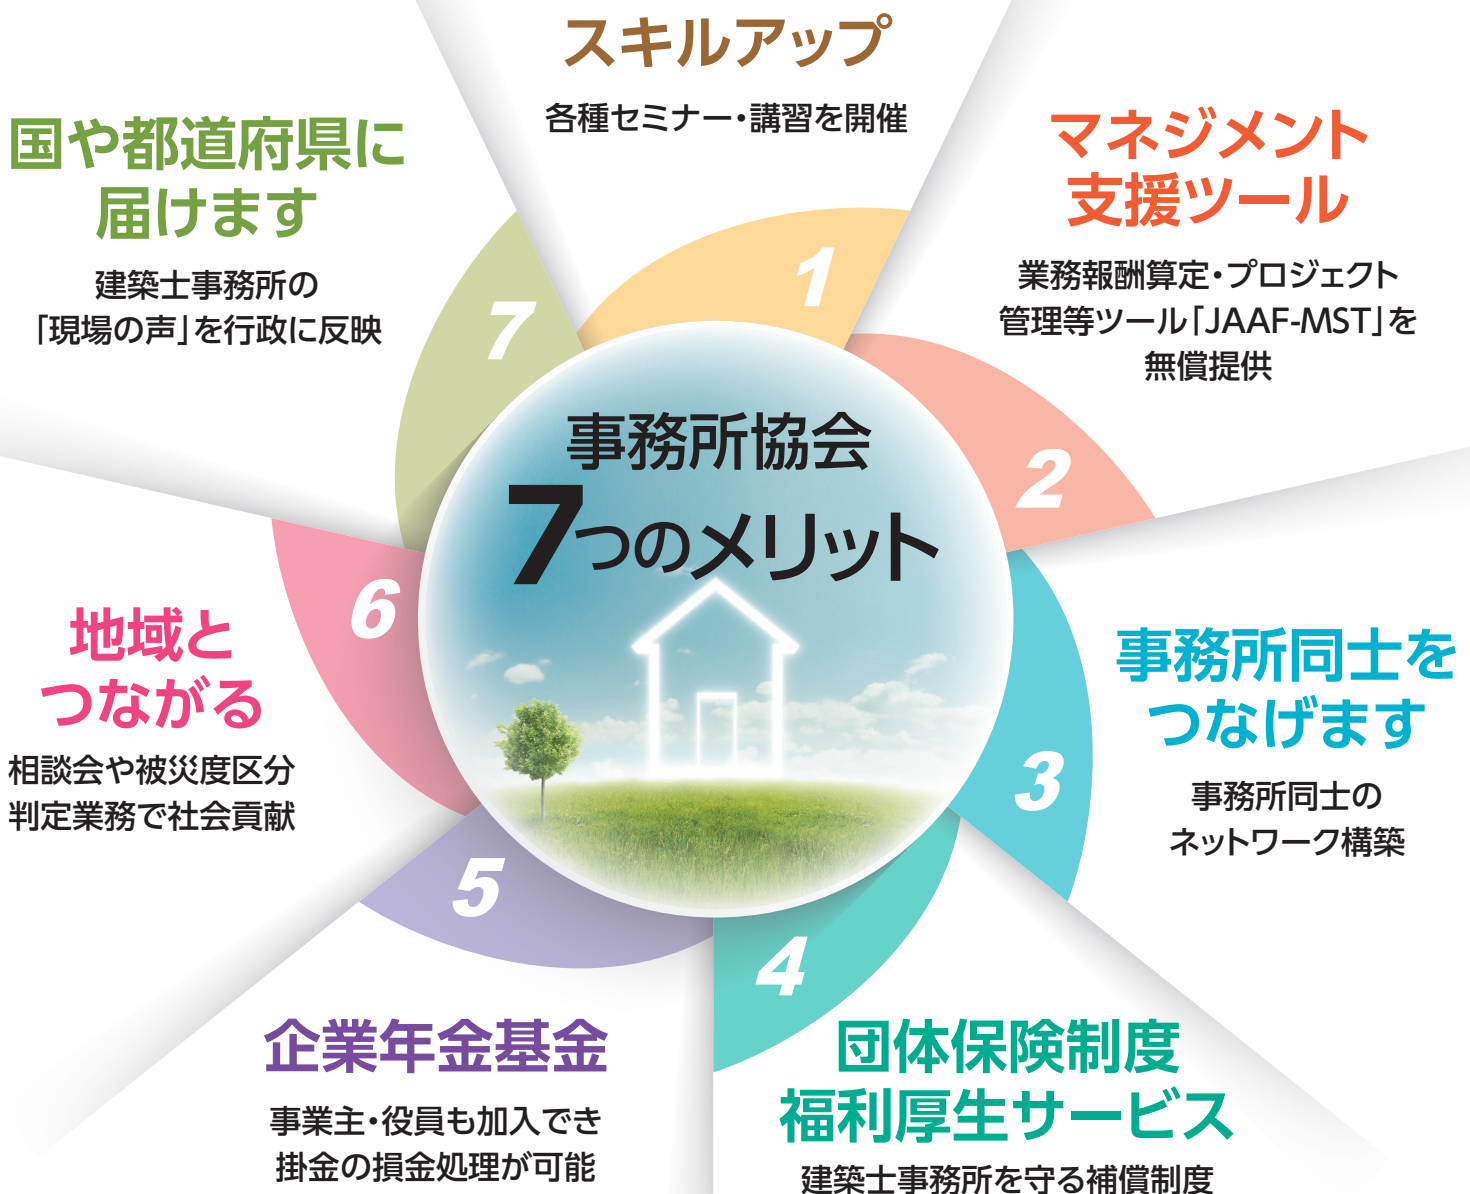 事務所協会
7つのメリット
1
スキルアップ
各種セミナー・講習を開催
2
マネジメント
支援ツール
業務報酬算定・プロジェクト
管理等ツール「JAAF-MST」を
無償提供
3
事務所同士を
つなげます
事務所同士の
ネットワーク構築
4
団体保険制度
福利厚生サービス
建築士事務所を守る補償制度
5
企業年金基金
事業主・役員も加入でき
掛金の損金処理が可能
6
地域と
つながる
相談会や被災度区分
判定業務で社会貢献
7
国や都道府県に
届けます
建築士事務所の
「現場の声」を行政に反映